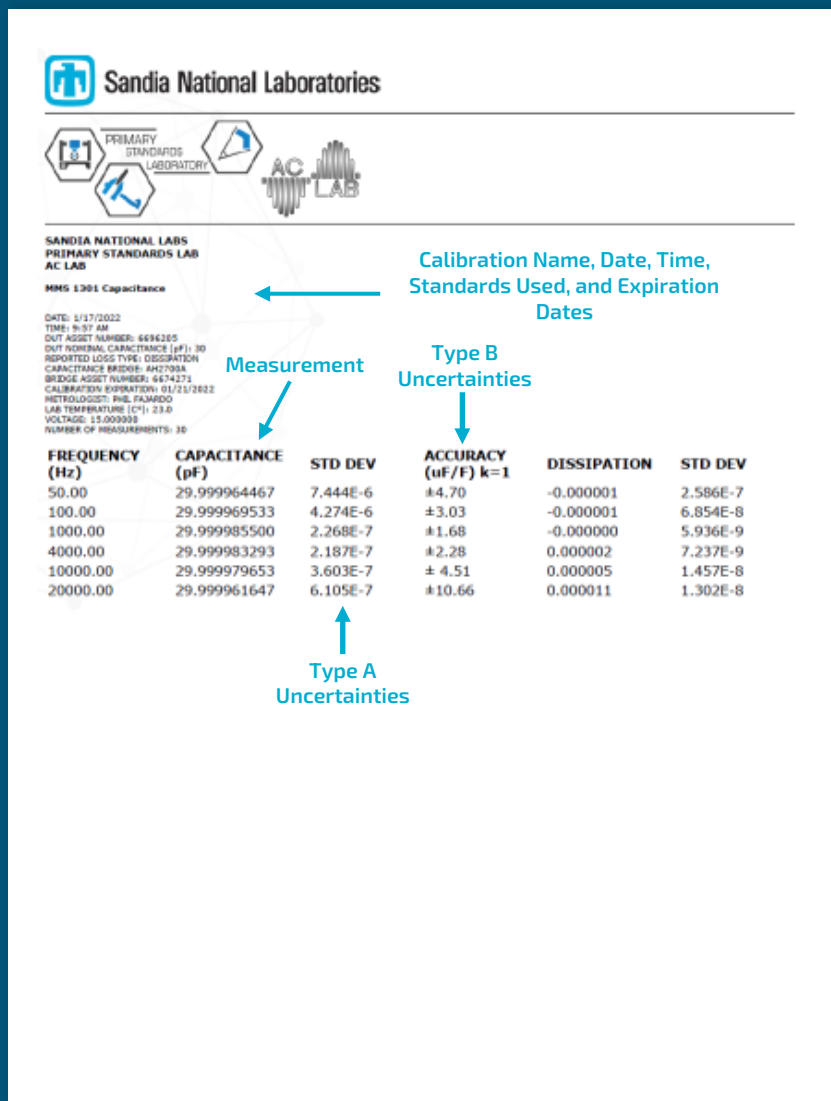 Sandia National Laboratories
PRIMARY
STANDARDS
LABORATORY
AC
LAB
SANDIA NATIONAL LABS
PRIMARY STANDARDS LAB
AC LAB
MMS 1301 Capacitance
Calibration Name, Date, Time,
Standards Used, and Expiration
Dates
DATE: 1/17/2022
TIME: 9:57 AM
DUT ASSET NUMBER: 6696205
DUT NOMINAL CAPACITANCE [pF]: 30
REPORTED LOSS TYPE: DISSIPATION
CAPACITANCE BRIDGE: AH2700A
BRIDGE ASSET NUMBER: 6674271
CALIBRATION EXPIRATION: 01/21/2022
METROLOGIST: PHIL FAJARDO
LAB TEMPERATURE [C°]: 23.0
VOLTAGE: 15.000000
NUMBER OF MEASUREMENTS: 30
Measurement
Type B
Uncertainties
FREQUENCY (Hz) CAPACITANCE (pF) STD DEV ACCURACY (uF/F) k=1 DISSIPATION STD DEV
50.00 29.999964467 7.444E-6 ±4.70 -0.000001 2.586E-7
100.00 29.999969533 4.274E-6 ±3.03 -0.000001 6.854E-8
1000.00 29.999985500 2.268E-7 ±1.68 -0.000000 5.936E-9
4000.00 29.999983293 2.187E-7 ±2.28 0.000002 7.237E-9
10000.00 29.999979653 3.603E-7 ± 4.51 0.000005 1.457E-8
20000.00 29.999961647 6.105E-7 ±10.66 0.000011 1.302E-8
Type A
Uncertainties